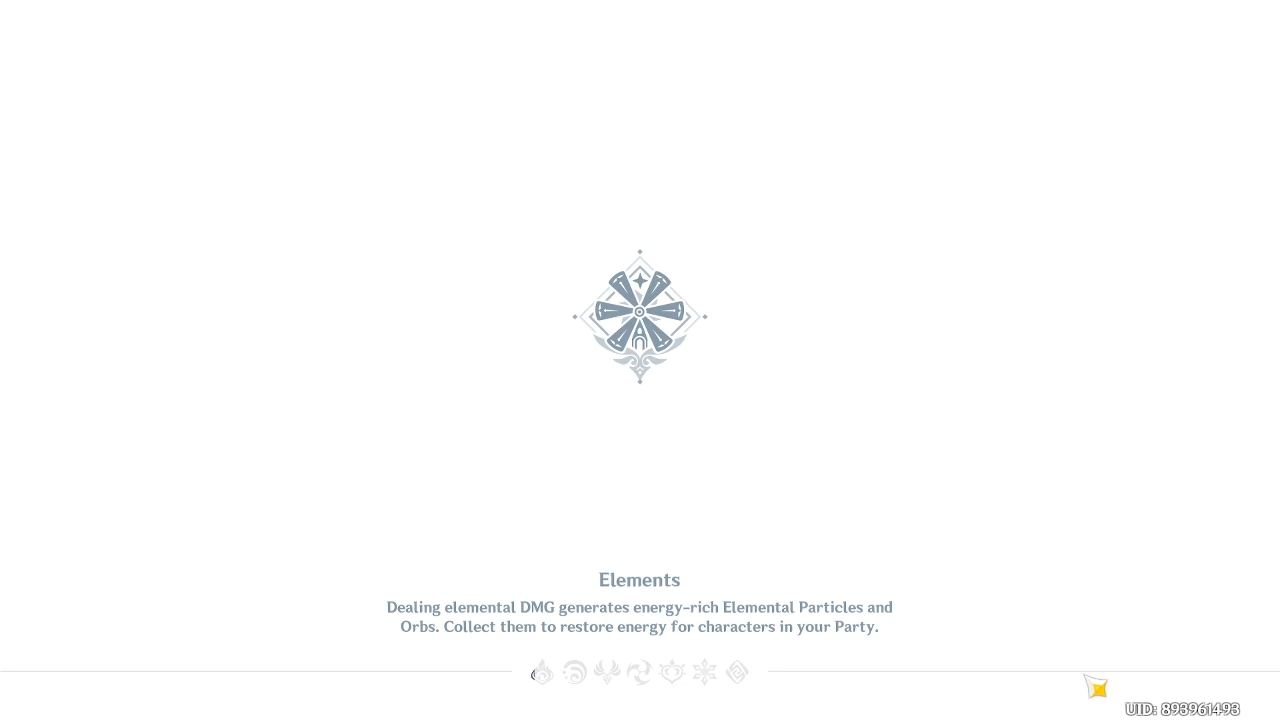 Elements
Dealing elemental DMG generates energy-rich Elemental Particles and
Orbs. Collect them to restore energy for characters in your Party.
UID: 893961493